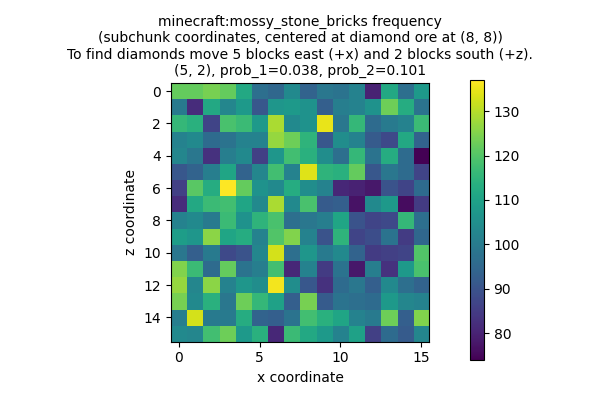 minecraft:mossy_stone_bricks frequency
(subchunk coordinates, centered at diamond ore at (8, 8))
To find diamonds move 5 blocks east (+x) and 2 blocks south (+z).
(5, 2), prob_1=0.038, prob_2=0.101
0
2
4
6
8
10
12
14
z coordinate
0 5 10 15
x coordinate
130
120
110
100
90
80